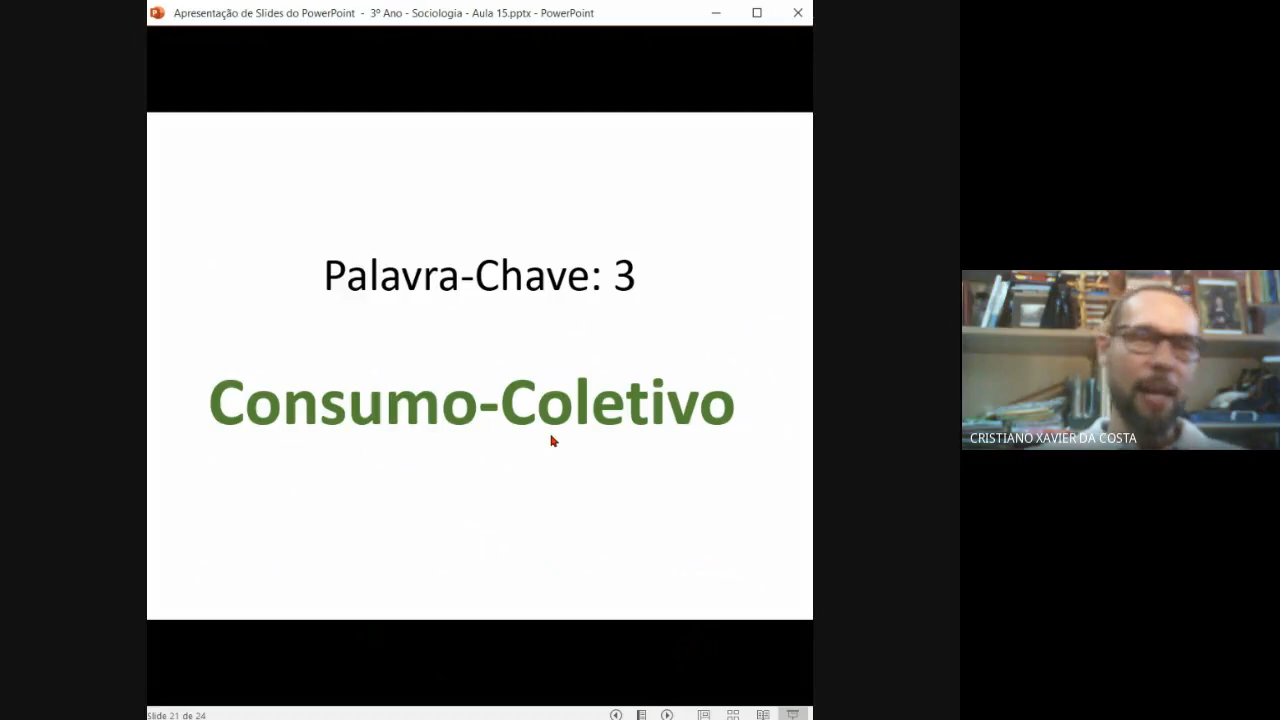 Apresentação de Slides do PowerPoint - 3º Ano - Sociologia - Aula 15.pptx - PowerPoint
Palavra-Chave: 3
Consumo-Coletivo
CRISTIANO XAVIER DA COSTA
Slide 21 de 24